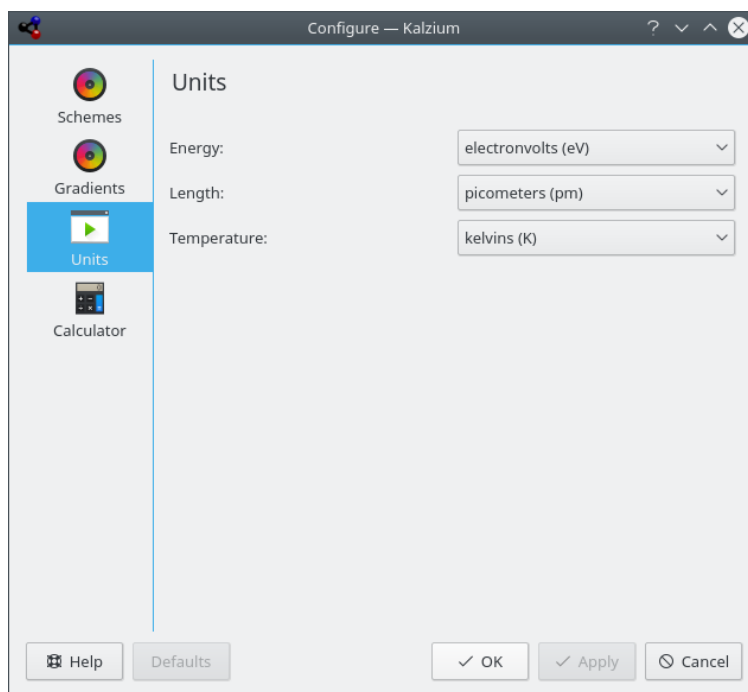 Configure — Kalzium
Schemes
Gradients
Units
Calculator
Units
Energy:
electronvolts (eV)
Length:
picometers (pm)
Temperature:
kelvins (K)
Help
Defaults
OK
Apply
Cancel